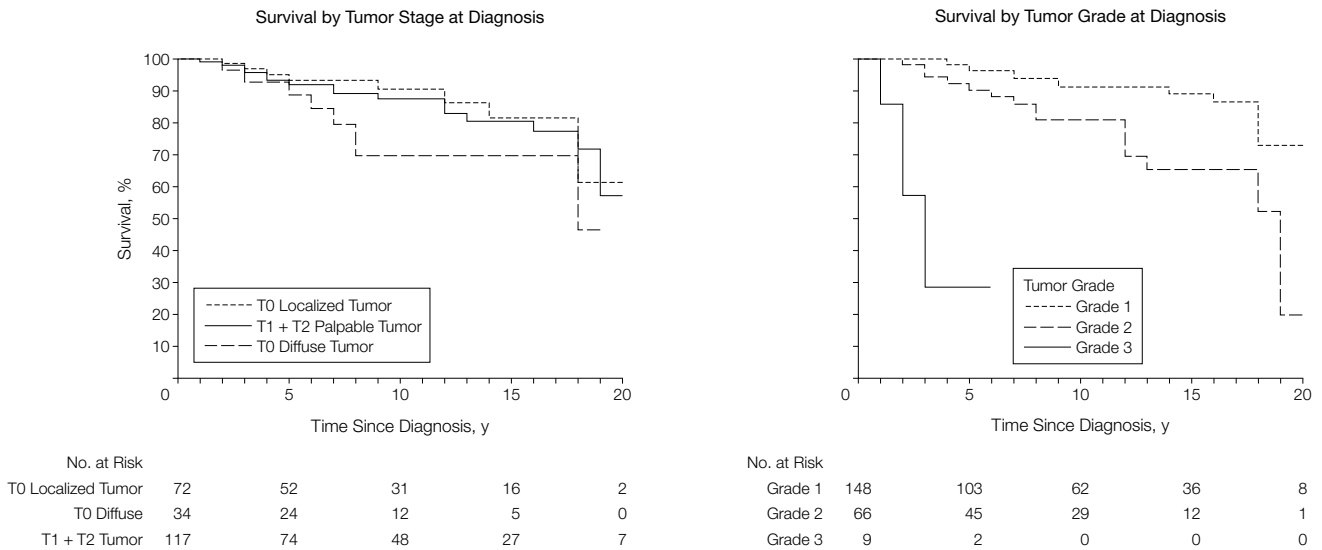 Survival by Tumor Stage at Diagnosis
100
90
80
70
60
50
40
30
20
10
Survival, %
T0 Localized Tumor
T1 + T2 Palpable Tumor
T0 Diffuse Tumor
0 5 10 15 20
Time Since Diagnosis, y
No. at Risk
T0 Localized Tumor 72 52 31 16 2
T0 Diffuse 34 24 12 5 0
T1 + T2 Tumor 117 74 48 27 7
Survival by Tumor Grade at Diagnosis
Tumor Grade
Grade 1
Grade 2
Grade 3
0 5 10 15 20
Time Since Diagnosis, y
No. at Risk
Grade 1 148 103 62 36 8
Grade 2 66 45 29 12 1
Grade 3 9 2 0 0 0